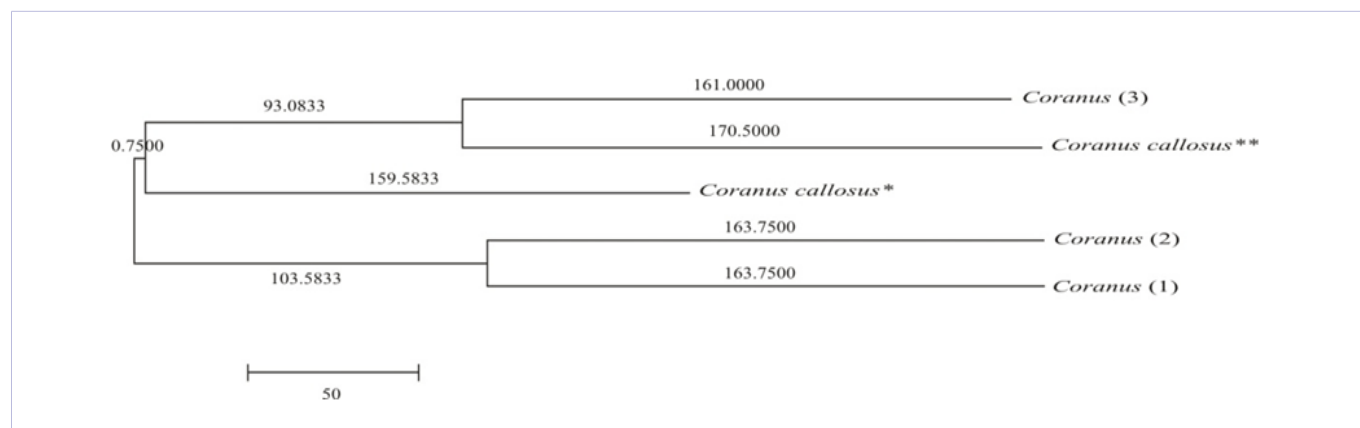 161.0000
93.0833
Coranus (3)
170.5000
0.7500
Coranus callosus**
159.5833
Coranus callosus*
163.7500
Coranus (2)
103.5833
163.7500
Coranus (1)
50